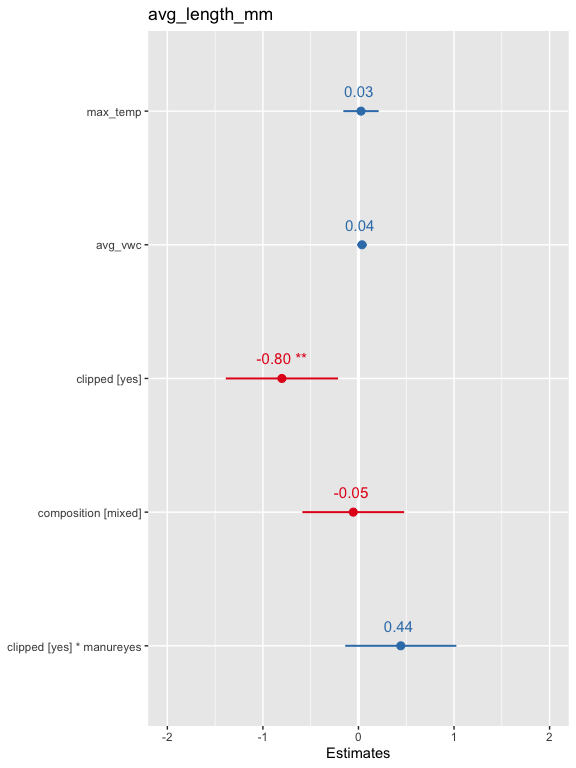 avg_length_mm
max_temp
0.03
avg_vwc
0.04
clipped [yes]
-0.80 **
composition [mixed]
-0.05
clipped [yes] * manureyes
0.44
-2 -1 0 1 2
Estimates